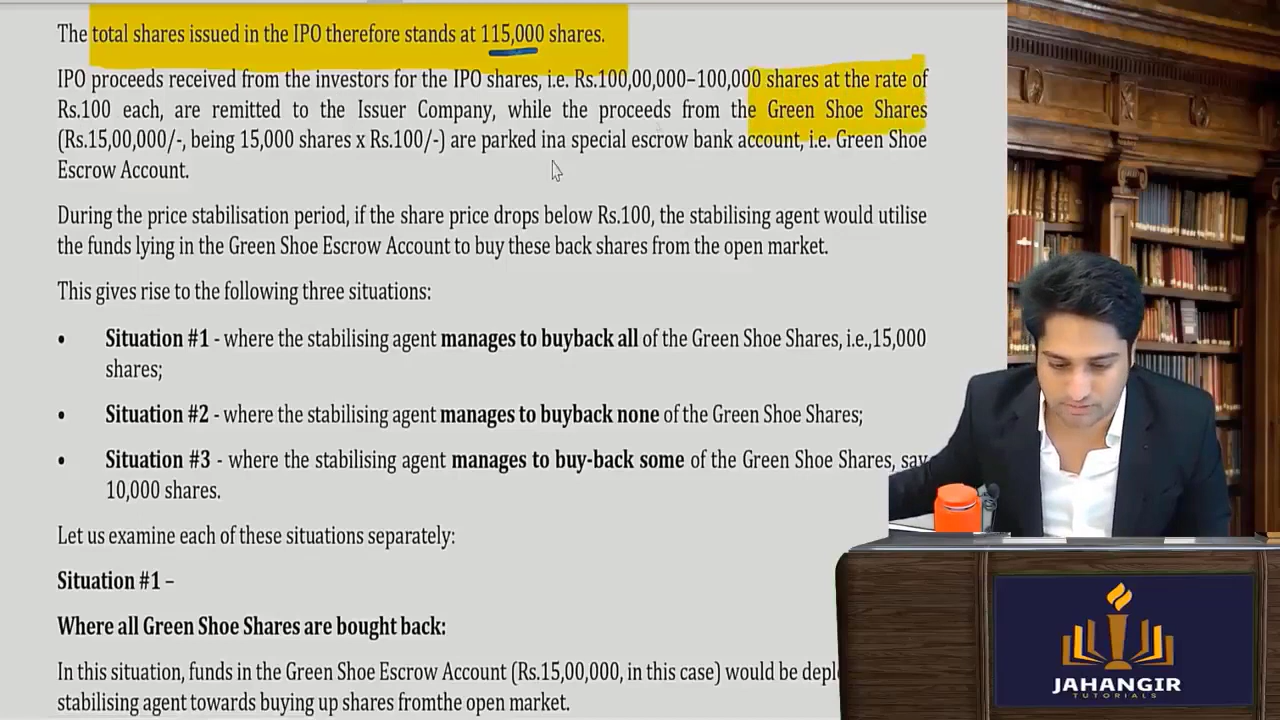 The total shares issued in the IPO therefore stands at 115,000 shares.
IPO proceeds received from the investors for the IPO shares, i.e. Rs.100,00,000–100,000 shares at the rate of
Rs.100 each, are remitted to the Issuer Company, while the proceeds from the Green Shoe Shares
(Rs.15,00,000/-, being 15,000 shares x Rs.100/-) are parked ina special escrow bank account, i.e. Green Shoe
Escrow Account.
During the price stabilisation period, if the share price drops below Rs.100, the stabilising agent would utilise
the funds lying in the Green Shoe Escrow Account to buy these back shares from the open market.
This gives rise to the following three situations:
• Situation #1 - where the stabilising agent manages to buyback all of the Green Shoe Shares, i.e.,15,000
shares;
• Situation #2 - where the stabilising agent manages to buyback none of the Green Shoe Shares;
• Situation #3 - where the stabilising agent manages to buy-back some of the Green Shoe Shares, say
10,000 shares.
Let us examine each of these situations separately:
Situation #1 –
Where all Green Shoe Shares are bought back:
In this situation, funds in the Green Shoe Escrow Account (Rs.15,00,000, in this case) would be
stabilising agent towards buying up shares fromthe open market.
JAHANGIR
TUTORIALS